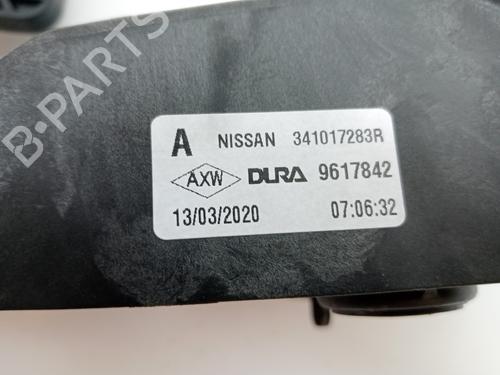 B-PARTS
A NISSAN 341017283R
AXW DURA 9617842
13/03/2020 07:06:32